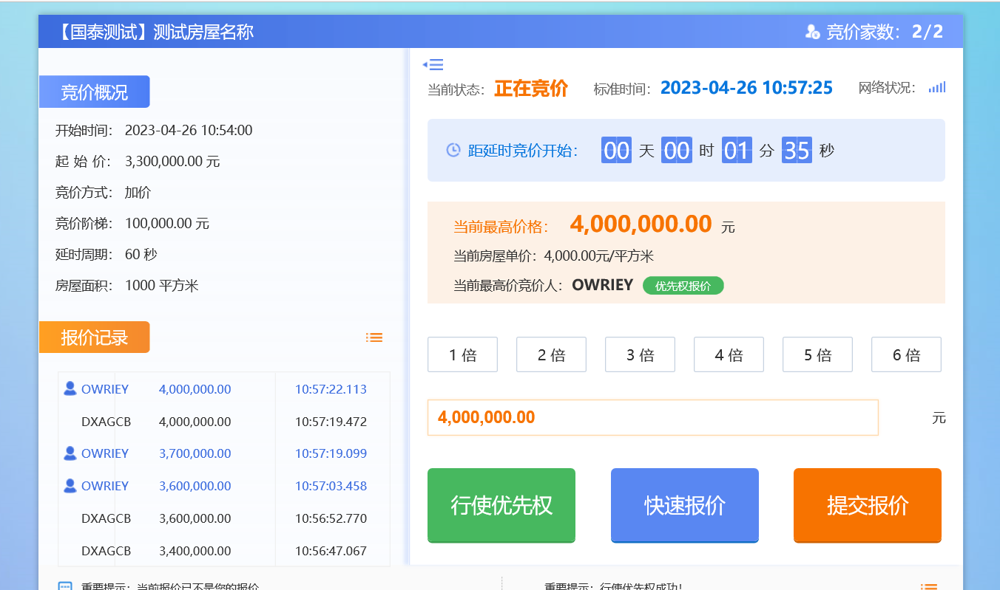 【国泰测试】测试房屋名称
竞价家数： 2/2
竞价概况
开始时间： 2023-04-26 10:54:00
起 始 价： 3,300,000.00 元
竞价方式： 加价
竞价阶梯： 100,000.00 元
延时周期： 60 秒
房屋面积： 1000 平方米
报价记录
OWRIEY 4,000,000.00 10:57:22.113
DXAGCB 4,000,000.00 10:57:19.472
OWRIEY 3,700,000.00 10:57:19.099
OWRIEY 3,600,000.00 10:57:03.458
DXAGCB 3,600,000.00 10:56:52.770
DXAGCB 3,400,000.00 10:56:47.067
当前状态： 正在竞价 标准时间： 2023-04-26 10:57:25 网络状况：
距延时竞价开始： 00 天 00 时 01 分 35 秒
当前最高价格： 4,000,000.00 元
当前房屋单价：4,000.00元/平方米
当前最高价竞价人： OWRIEY 优先权报价
1 倍 2 倍 3 倍 4 倍 5 倍 6 倍
4,000,000.00 元
行使优先权 快速报价 提交报价
重要提示：当前报价已不是您的报价
重要提示：行使优先权成功!